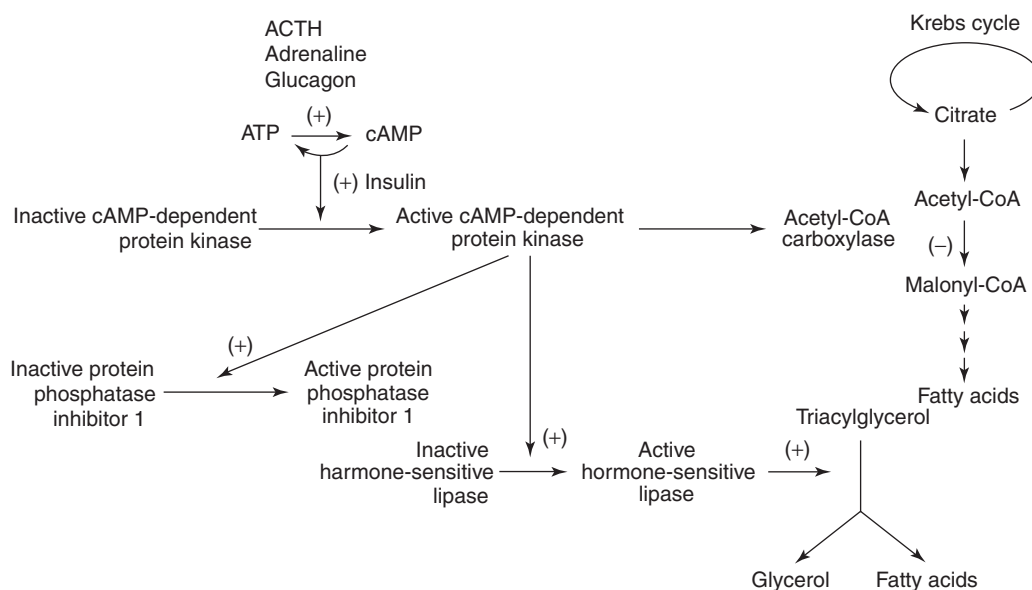 ACTH
Adrenaline
Glucagon
Krebs cycle
(+)
ATP
cAMP
Citrate
(+) Insulin
Inactive cAMP-dependent
protein kinase
Active cAMP-dependent
protein kinase
Acetyl-CoA
carboxylase
Acetyl-CoA
(−)
Malonyl-CoA
(+)
Inactive protein
phosphatase
inhibitor 1
Active protein
phosphatase
inhibitor 1
Fatty acids
Triacylglycerol
(+)
Inactive
harmone-sensitive
lipase
Active
hormone-sensitive
lipase
(+)
Glycerol
Fatty acids